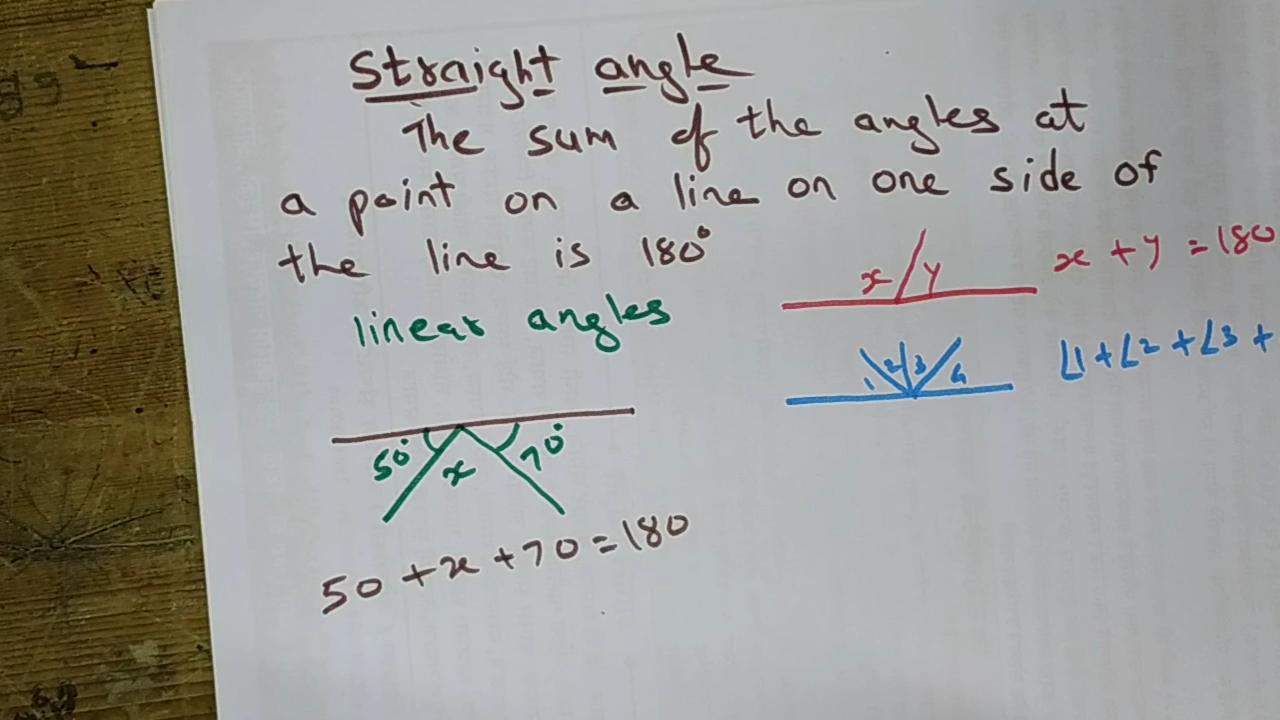 Straight angle
The sum of the angles at
a point on a line on one side of
the line is 180°
x / y x + y = 180
linear angles
1 2 3 4 ∠1 + ∠2 + ∠3 +
50° x 70°
50 + x + 70 = 180